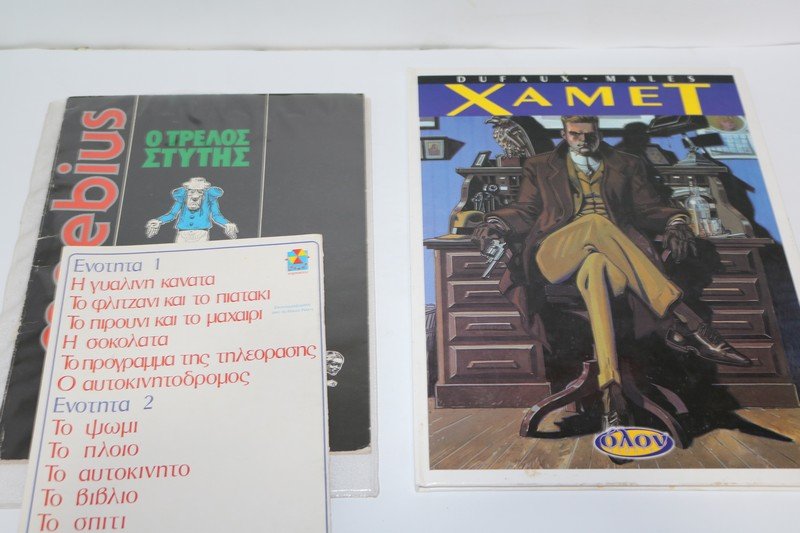 moebius
Ο ΤΡΕΛΟΣ
ΣΤΥΤΗΣ
Ενοτητα 1
Η γυαλινη κανατα
Το φλιτζανι και το πιατακι
Το πιρουνι και το μαχαιρι
Η σοκολατα
Το προγραμμα της τηλεορασης
Ο αυτοκινητοδρομος
Ενοτητα 2
Το ψωμι
Το πλοιο
Το αυτοκινητο
Το βιβλιο
Το σπιτι
DUFAUX · MALES
ΧΑΜΕΤ
όλον